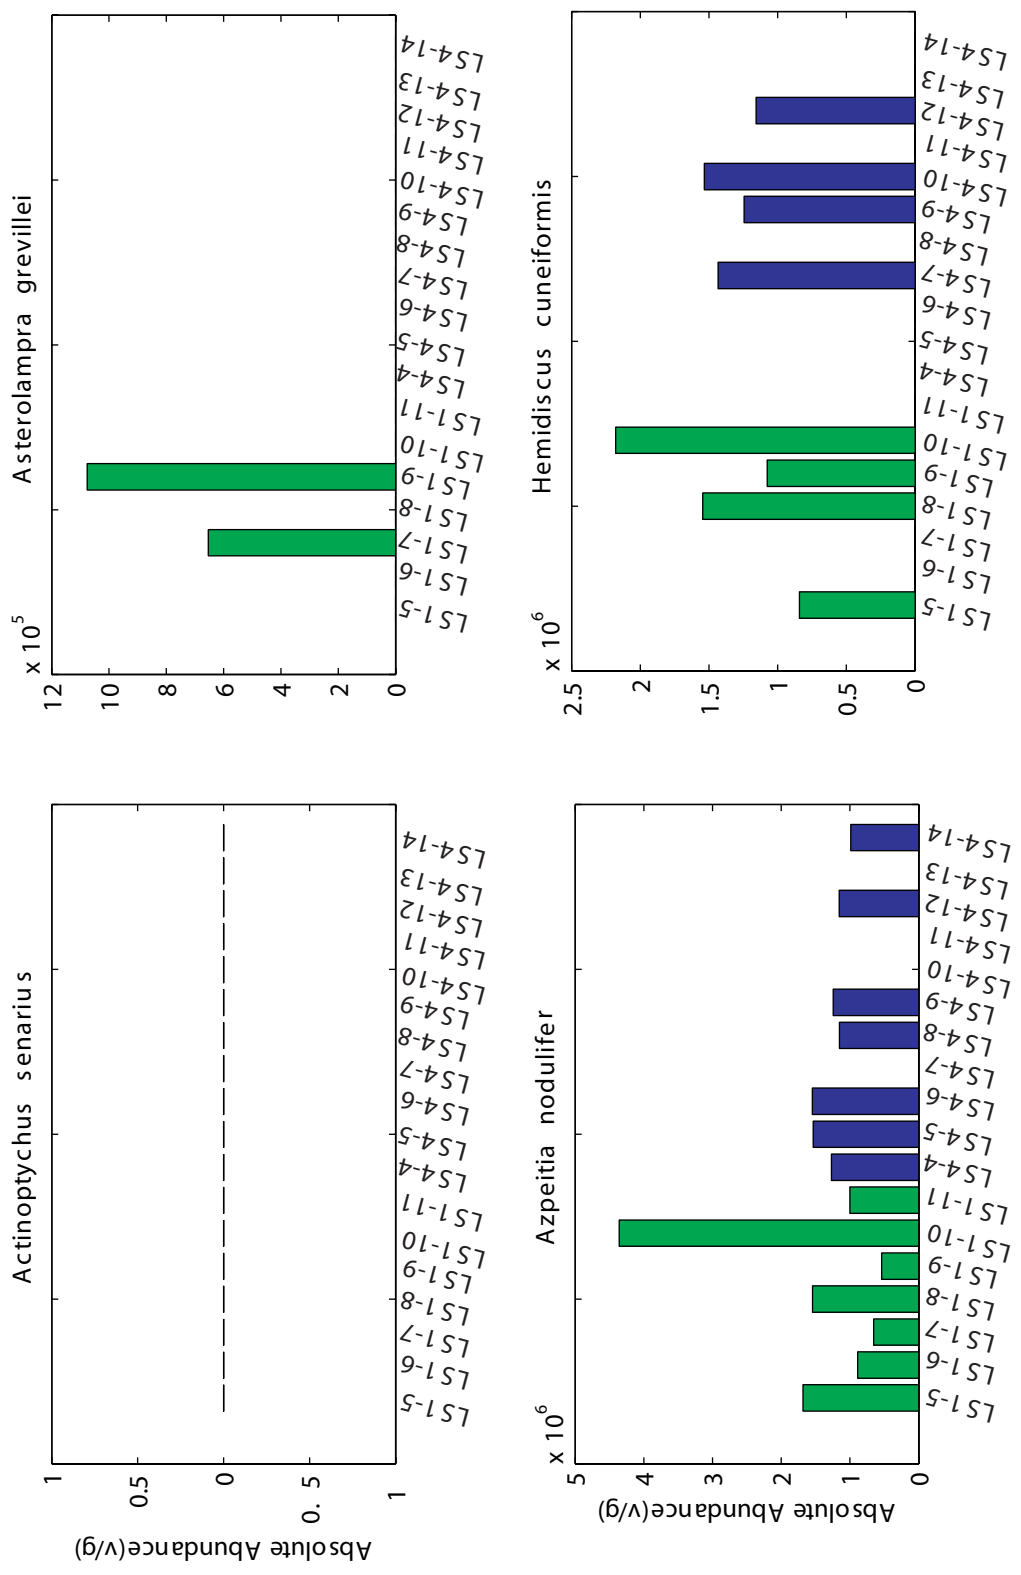 Actinoptychus senarius
Absolute Abundance(v/g)
1
0.5
0
0. 5
1
LS1-5
LS1-6
LS1-7
LS1-8
LS1-9
LS1-10
LS1-11
LS4-4
LS4-5
LS4-6
LS4-7
LS4-8
LS4-9
LS4-10
LS4-11
LS4-12
LS4-13
LS4-14
Asterolampra grevillei
x 10^5
12
10
8
6
4
2
0
LS1-5
LS1-6
LS1-7
LS1-8
LS1-9
LS1-10
LS1-11
LS4-4
LS4-5
LS4-6
LS4-7
LS4-8
LS4-9
LS4-10
LS4-11
LS4-12
LS4-13
LS4-14
Azpeitia nodulifer
x 10^6
Absolute Abundance(v/g)
5
4
3
2
1
0
LS1-5
LS1-6
LS1-7
LS1-8
LS1-9
LS1-10
LS1-11
LS4-4
LS4-5
LS4-6
LS4-7
LS4-8
LS4-9
LS4-10
LS4-11
LS4-12
LS4-13
LS4-14
Hemidiscus cuneiformis
x 10^6
2.5
2
1.5
1
0.5
0
LS1-5
LS1-6
LS1-7
LS1-8
LS1-9
LS1-10
LS1-11
LS4-4
LS4-5
LS4-6
LS4-7
LS4-8
LS4-9
LS4-10
LS4-11
LS4-12
LS4-13
LS4-14